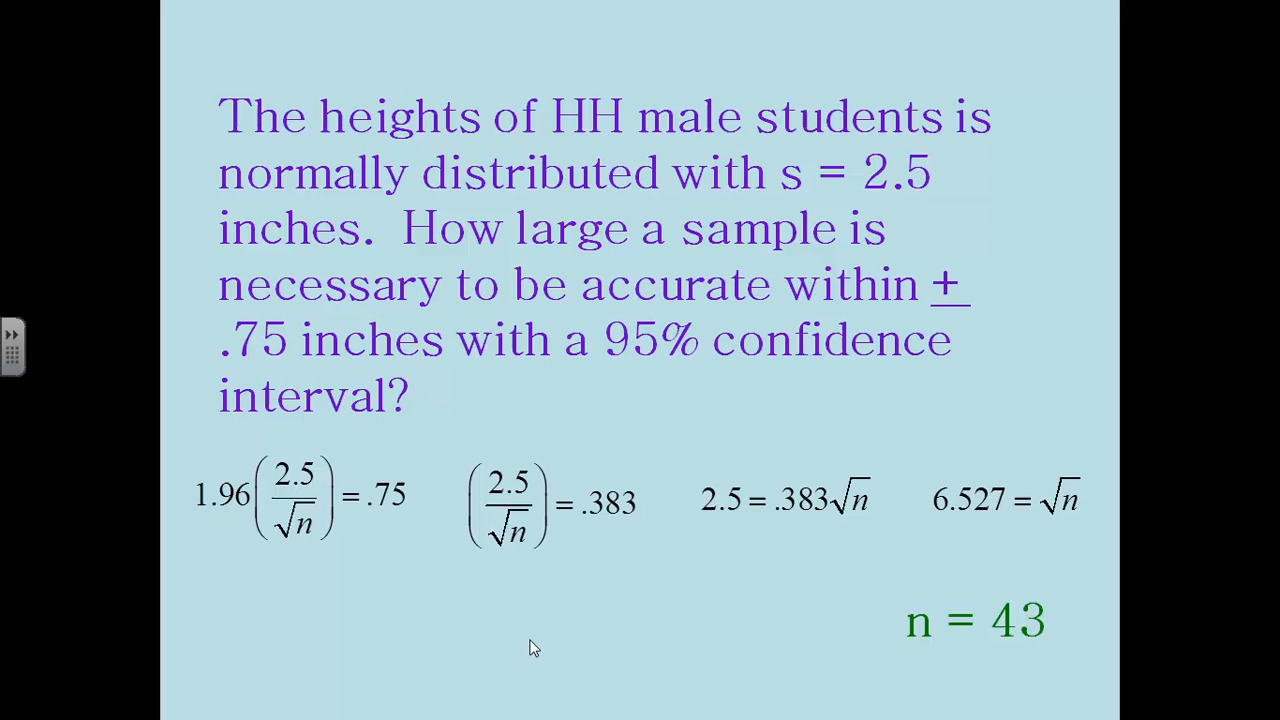 The heights of HH male students is
normally distributed with s = 2.5
inches. How large a sample is
necessary to be accurate within +
.75 inches with a 95% confidence
interval?
1.96(2.5/√n) = .75 (2.5/√n) = .383 2.5 = .383√n 6.527 = √n
n = 43